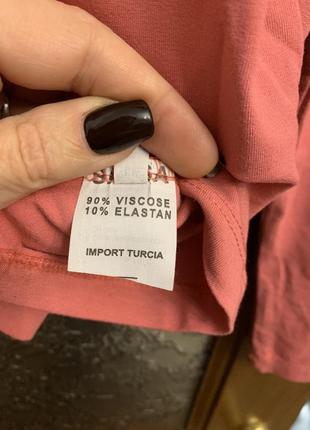 90% VISCOSE
10% ELASTAN
IMPORT TURCIA